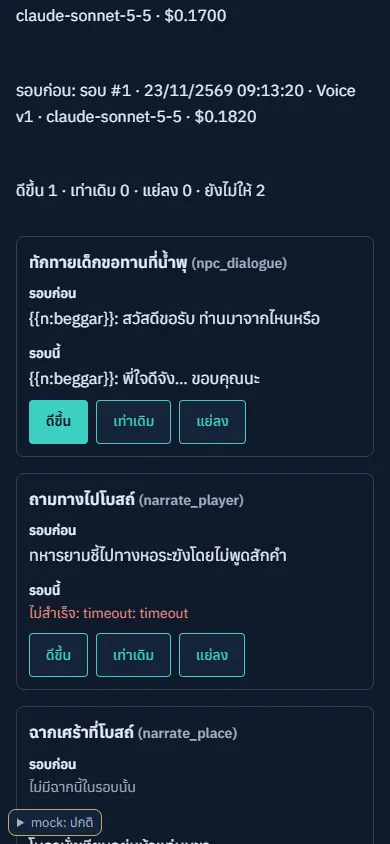 claude-sonnet-5-5 · $0.1700
รอบก่อน: รอบ #1 · 23/11/2569 09:13:20 · Voice
v1 · claude-sonnet-5-5 · $0.1820
ดีขึ้น 1 · เท่าเดิม 0 · แย่ลง 0 · ยังไม่ให้ 2
ทักทายเด็กขอทานที่น้ำพุ (npc_dialogue)
รอบก่อน
{{n:beggar}}: สวัสดีขอรับ ท่านมาจากไหนหรือ
รอบนี้
{{n:beggar}}: พี่ใจดีจัง… ขอบคุณนะ
ดีขึ้น เท่าเดิม แย่ลง
ถามทางไปโบสถ์ (narrate_player)
รอบก่อน
ทหารยามชี้ไปทางหอระฆังโดยไม่พูดสักคำ
รอบนี้
ไม่สำเร็จ: timeout: timeout
ดีขึ้น เท่าเดิม แย่ลง
ฉากเศร้าที่โบสถ์ (narrate_place)
รอบก่อน
ไม่มีฉากนี้ในรอบนั้น
▶ mock: ปกติ